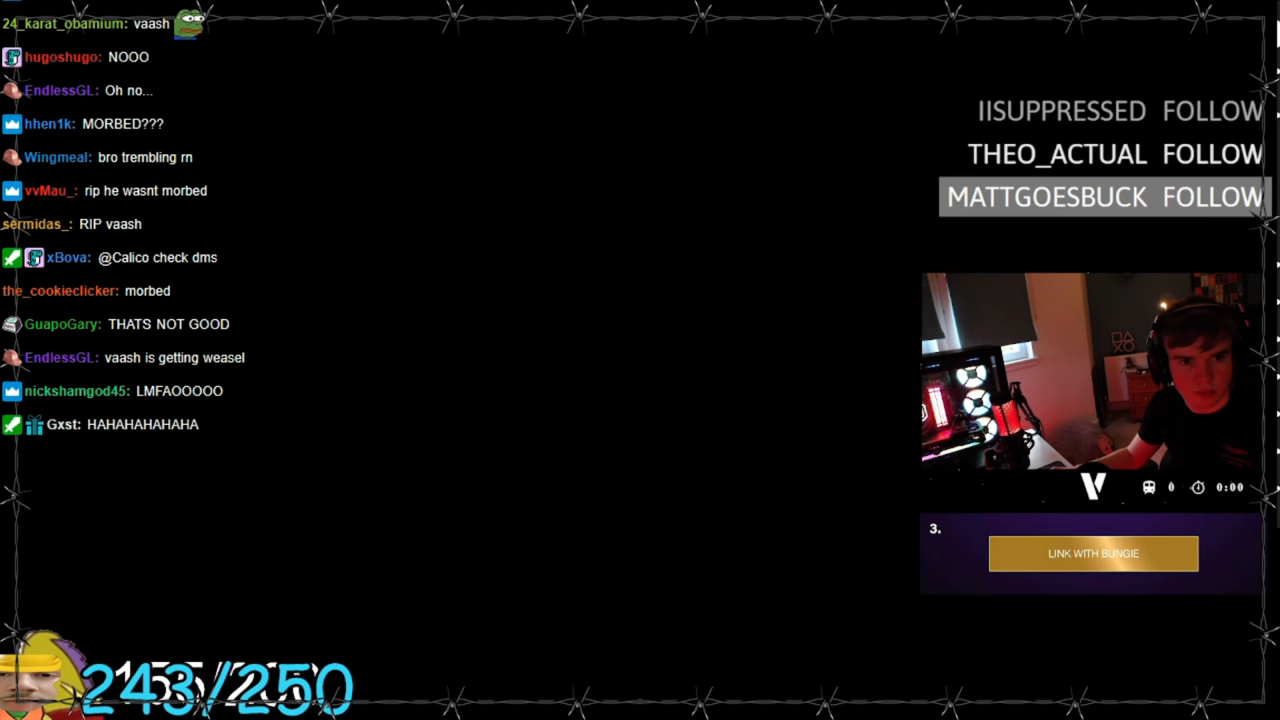 24_karat_obamium: vaash
hugoshugo: NOOO
EndlessGL: Oh no...
hhen1k: MORBED???
Wingmeal: bro trembling rn
vvMau_: rip he wasnt morbed
sermidas_: RIP vaash
xBova: @Calico check dms
the_cookieclicker: morbed
GuapoGary: THATS NOT GOOD
EndlessGL: vaash is getting weasel
nickshamgod45: LMFAOOOOO
Gxst: HAHAHAHAHAHA
IISUPPRESSED FOLLOW
THEO_ACTUAL FOLLOW
MATTGOESBUCK FOLLOW
0 0:00
3.
LINK WITH BUNGIE
243/250